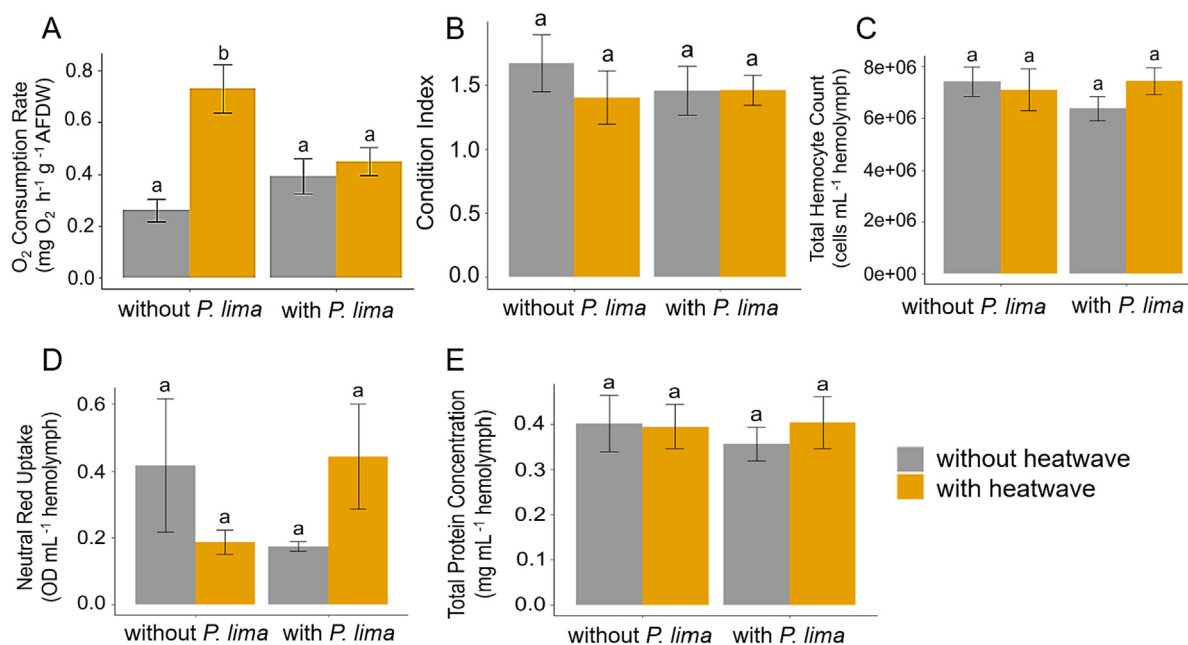 A
O₂ Consumption Rate
(mg O₂ h⁻¹ g⁻¹AFDW)
0.8
0.6
0.4
0.2
0.0
a
b
a
a
without P. lima
with P. lima
B
Condition Index
1.5
1.0
0.5
0.0
a
a
a
a
without P. lima
with P. lima
C
Total Hemocyte Count
(cells mL⁻¹ hemolymph)
8e+06
6e+06
4e+06
2e+06
0e+00
a
a
a
a
without P. lima
with P. lima
D
Neutral Red Uptake
(OD mL⁻¹ hemolymph)
0.6
0.4
0.2
0.0
a
a
a
a
without P. lima
with P. lima
E
Total Protein Concentration
(mg mL⁻¹ hemolymph)
0.4
0.3
0.2
0.1
0.0
a
a
a
a
without P. lima
with P. lima
without heatwave
with heatwave